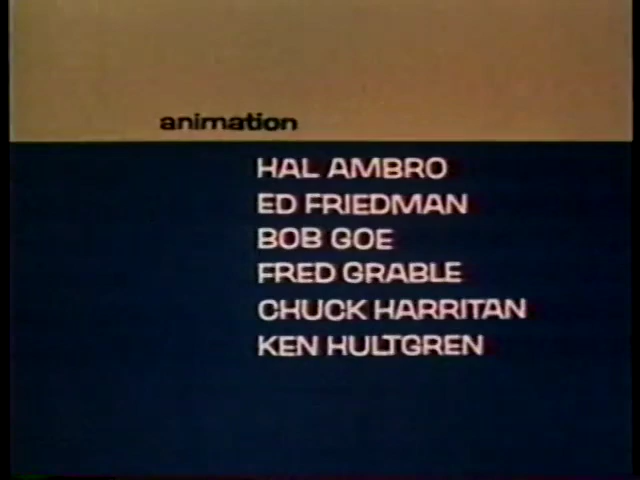 animation
HAL AMBRO
ED FRIEDMAN
BOB GOE
FRED GRABLE
CHUCK HARRITAN
KEN HULTGREN